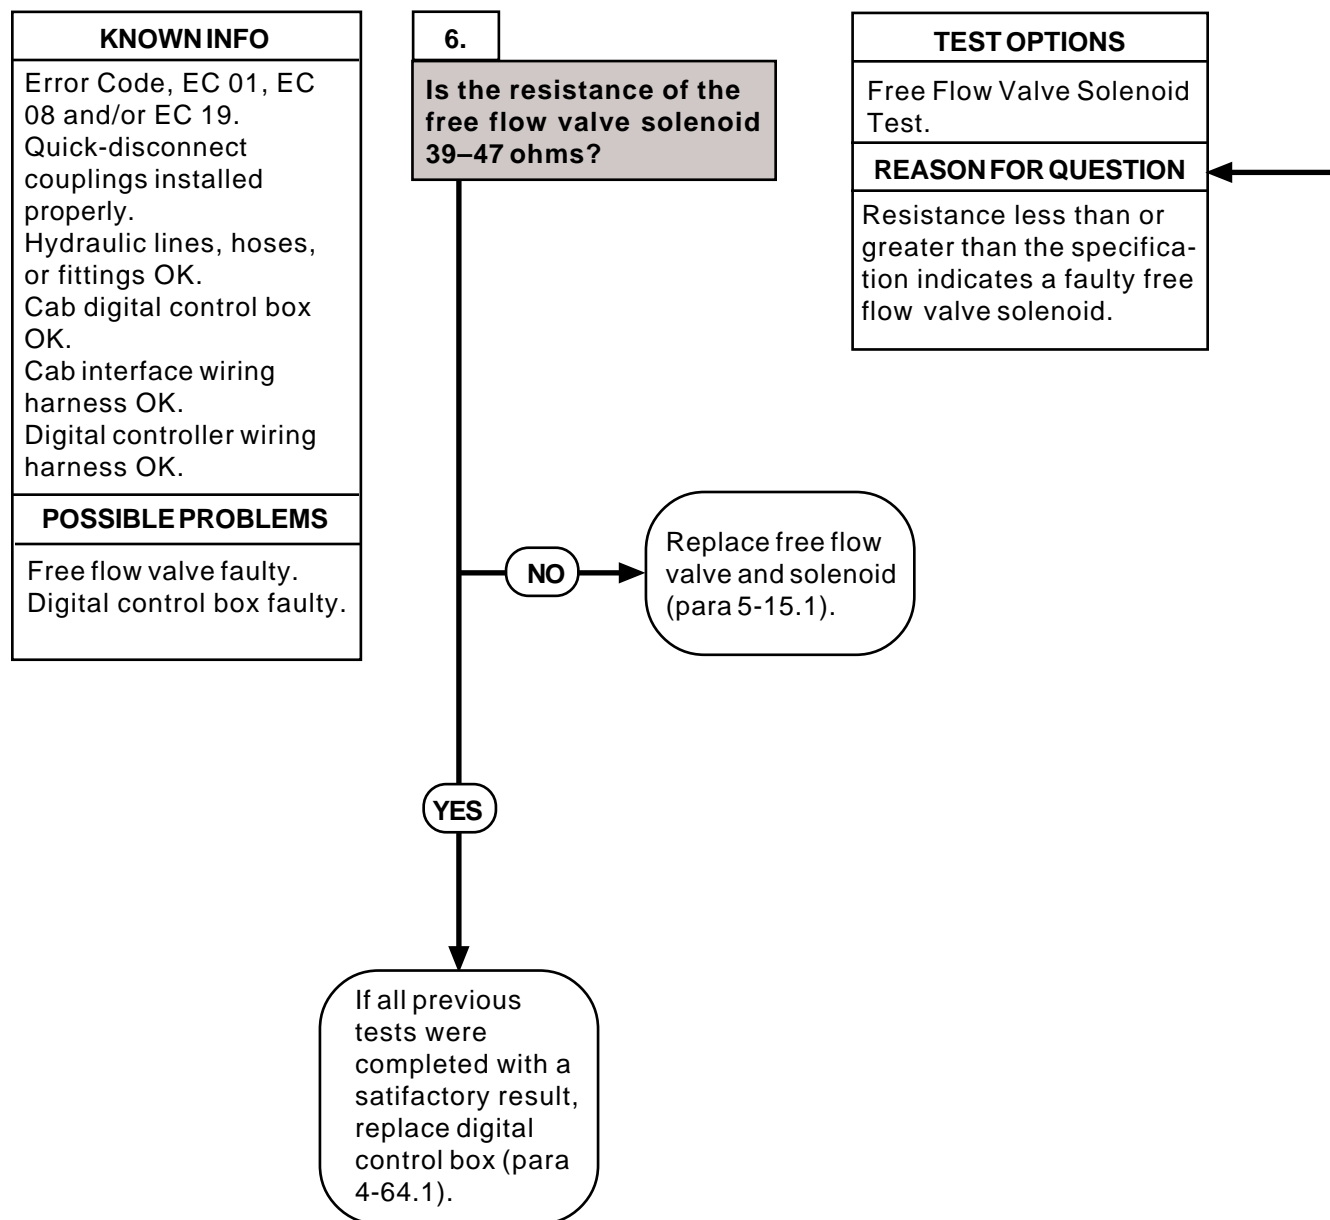 KNOWN INFO
Error Code, EC 01, EC
08 and/or EC 19.
Quick-disconnect
couplings installed
properly.
Hydraulic lines, hoses,
or fittings OK.
Cab digital control box
OK.
Cab interface wiring
harness OK.
Digital controller wiring
harness OK.
POSSIBLE PROBLEMS
Free flow valve faulty.
Digital control box faulty.
6.
Is the resistance of the
free flow valve solenoid
39–47 ohms?
TEST OPTIONS
Free Flow Valve Solenoid
Test.
REASON FOR QUESTION
Resistance less than or
greater than the specifica-
tion indicates a faulty free
flow valve solenoid.
NO
Replace free flow
valve and solenoid
(para 5-15.1).
YES
If all previous
tests were
completed with a
satifactory result,
replace digital
control box (para
4-64.1).